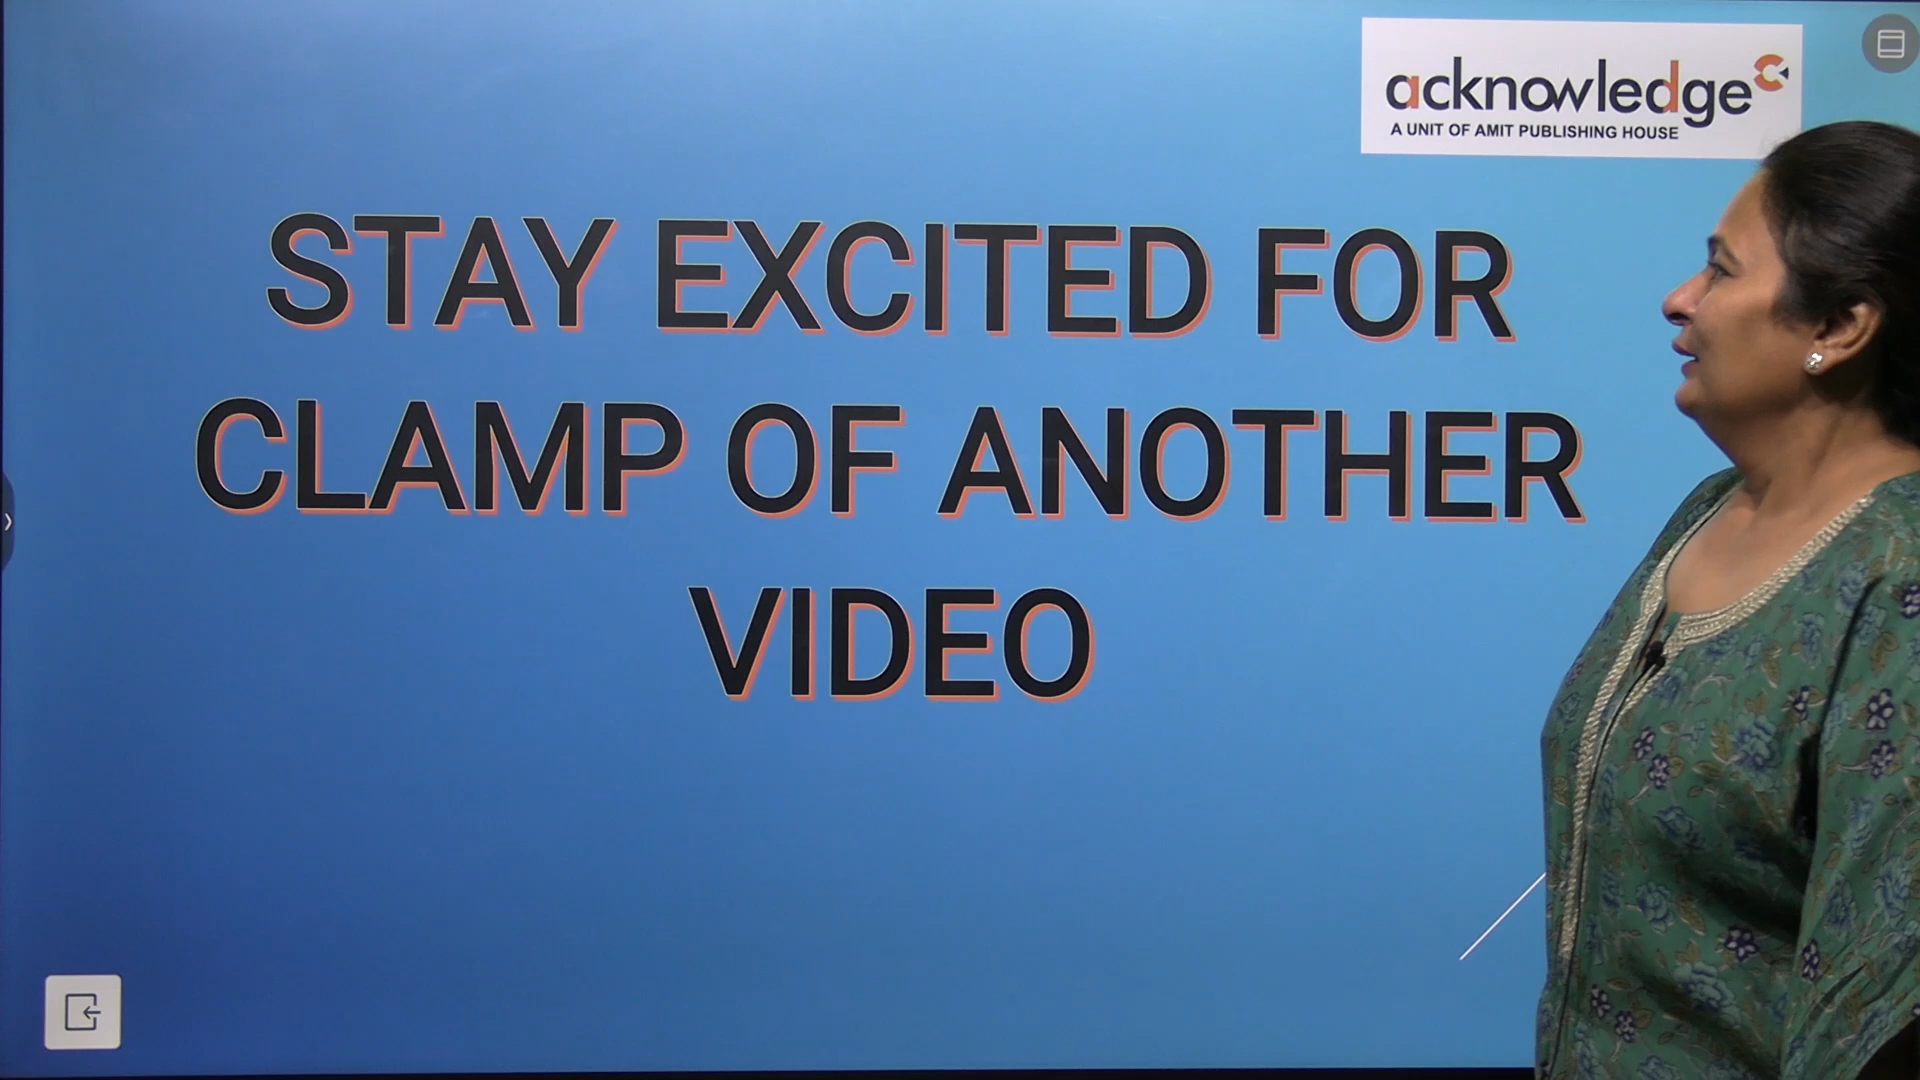 acknowledge
A UNIT OF AMIT PUBLISHING HOUSE
STAY EXCITED FOR
CLAMP OF ANOTHER
VIDEO